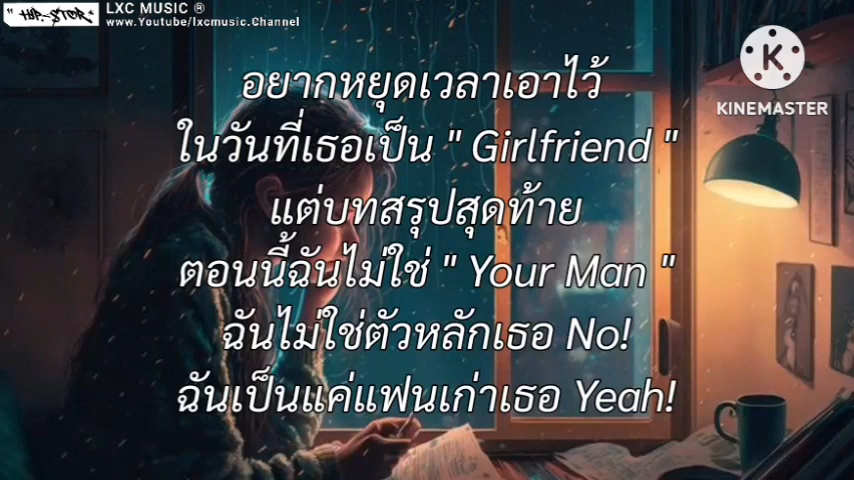 " HIP-STOR "
LXC MUSIC ®
www.Youtube/lxcmusic.Channel
KINEMASTER
อยากหยุดเวลาเอาไว้
ในวันที่เธอเป็น " Girlfriend "
แต่บทสรุปสุดท้าย
ตอนนี้ฉันไม่ใช่ " Your Man "
ฉันไม่ใช่ตัวหลักเธอ No!
ฉันเป็นแค่แฟนเก่าเธอ Yeah!